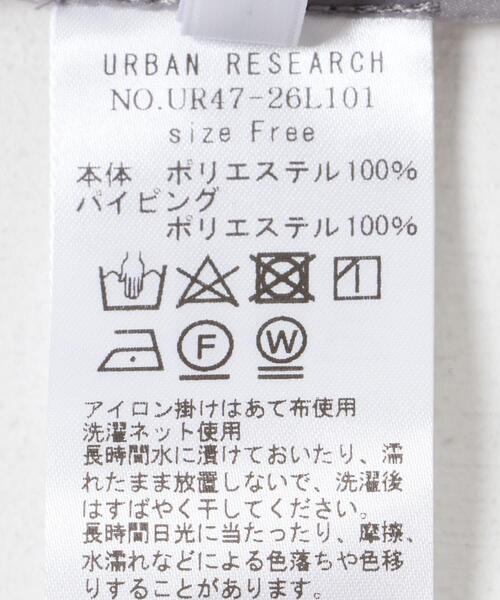 URBAN RESEARCH
NO.UR47-26L101
size Free
本体 ポリエステル100%
パイピング
ポリエステル100%
F W
アイロン掛けはあて布使用
洗濯ネット使用
長時間水に漬けておいたり、濡
れたまま放置しないで、洗濯後
はすばやく干してください。
長時間日光に当たったり、摩擦、
水濡れなどによる色落ちや色移
りすることがあります。